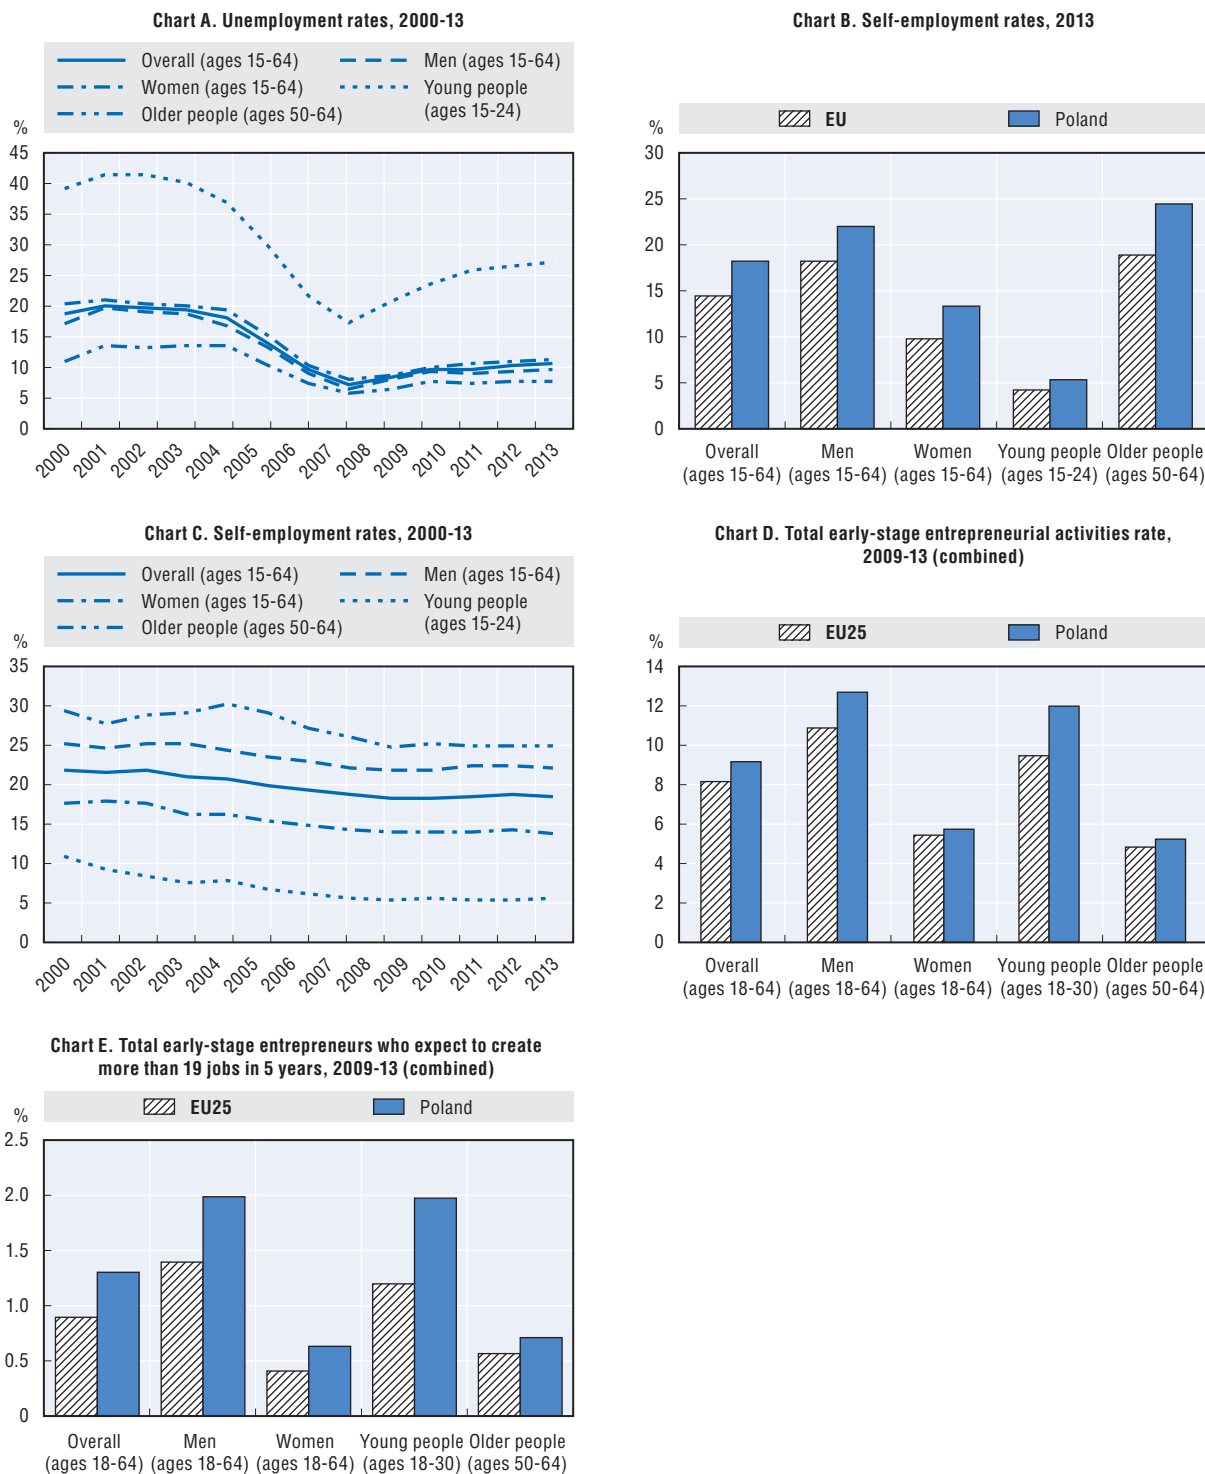 Chart A. Unemployment rates, 2000-13
Overall (ages 15-64)
Men (ages 15-64)
Women (ages 15-64)
Young people
(ages 15-24)
Older people (ages 50-64)
%
45
40
35
30
25
20
15
10
5
0
2000
2001
2002
2003
2004
2005
2006
2007
2008
2009
2010
2011
2012
2013
Chart B. Self-employment rates, 2013
EU
Poland
%
30
25
20
15
10
5
0
Overall
(ages 15-64)
Men
(ages 15-64)
Women
(ages 15-64)
Young people
(ages 15-24)
Older people
(ages 50-64)
Chart C. Self-employment rates, 2000-13
Overall (ages 15-64)
Men (ages 15-64)
Women (ages 15-64)
Young people
(ages 15-24)
Older people (ages 50-64)
%
35
30
25
20
15
10
5
0
2000
2001
2002
2003
2004
2005
2006
2007
2008
2009
2010
2011
2012
2013
Chart D. Total early-stage entrepreneurial activities rate,
2009-13 (combined)
EU25
Poland
%
14
12
10
8
6
4
2
0
Overall
(ages 18-64)
Men
(ages 18-64)
Women
(ages 18-64)
Young people
(ages 18-30)
Older people
(ages 50-64)
Chart E. Total early-stage entrepreneurs who expect to create
more than 19 jobs in 5 years, 2009-13 (combined)
EU25
Poland
%
2.5
2.0
1.5
1.0
0.5
0
Overall
(ages 18-64)
Men
(ages 18-64)
Women
(ages 18-64)
Young people
(ages 18-30)
Older people
(ages 50-64)